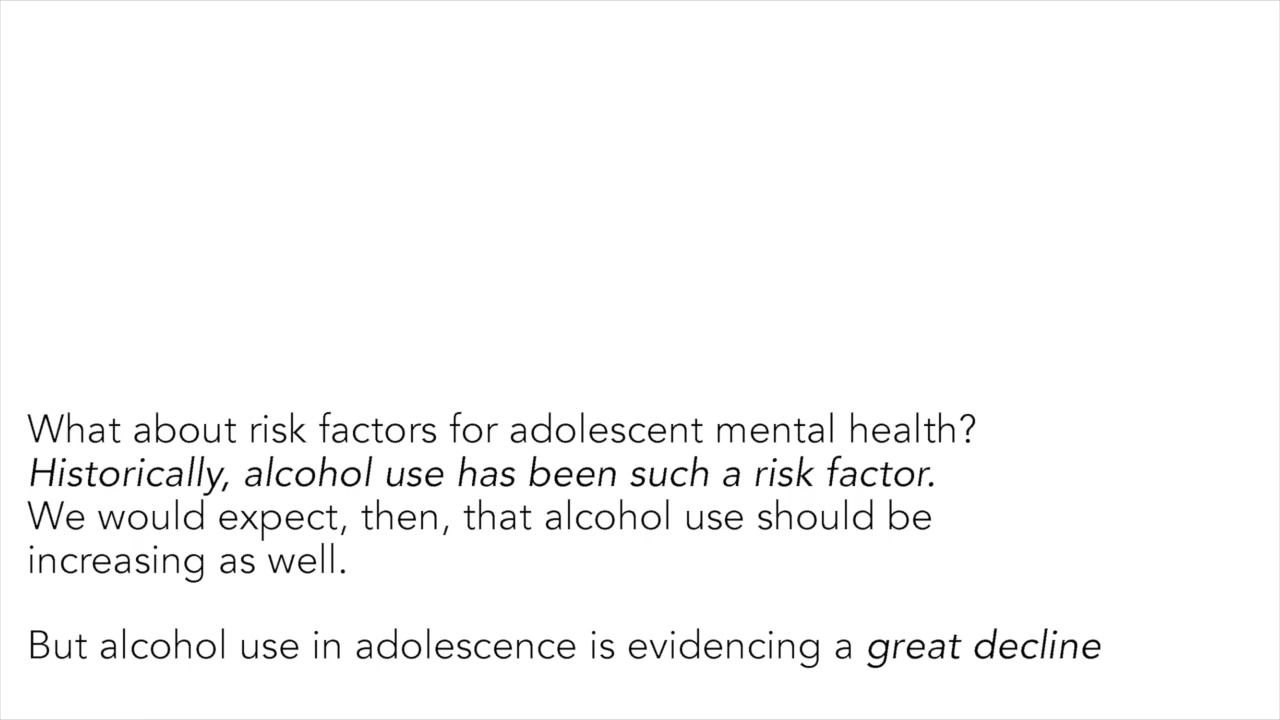 What about risk factors for adolescent mental health?
Historically, alcohol use has been such a risk factor.
We would expect, then, that alcohol use should be
increasing as well.
But alcohol use in adolescence is evidencing a great decline